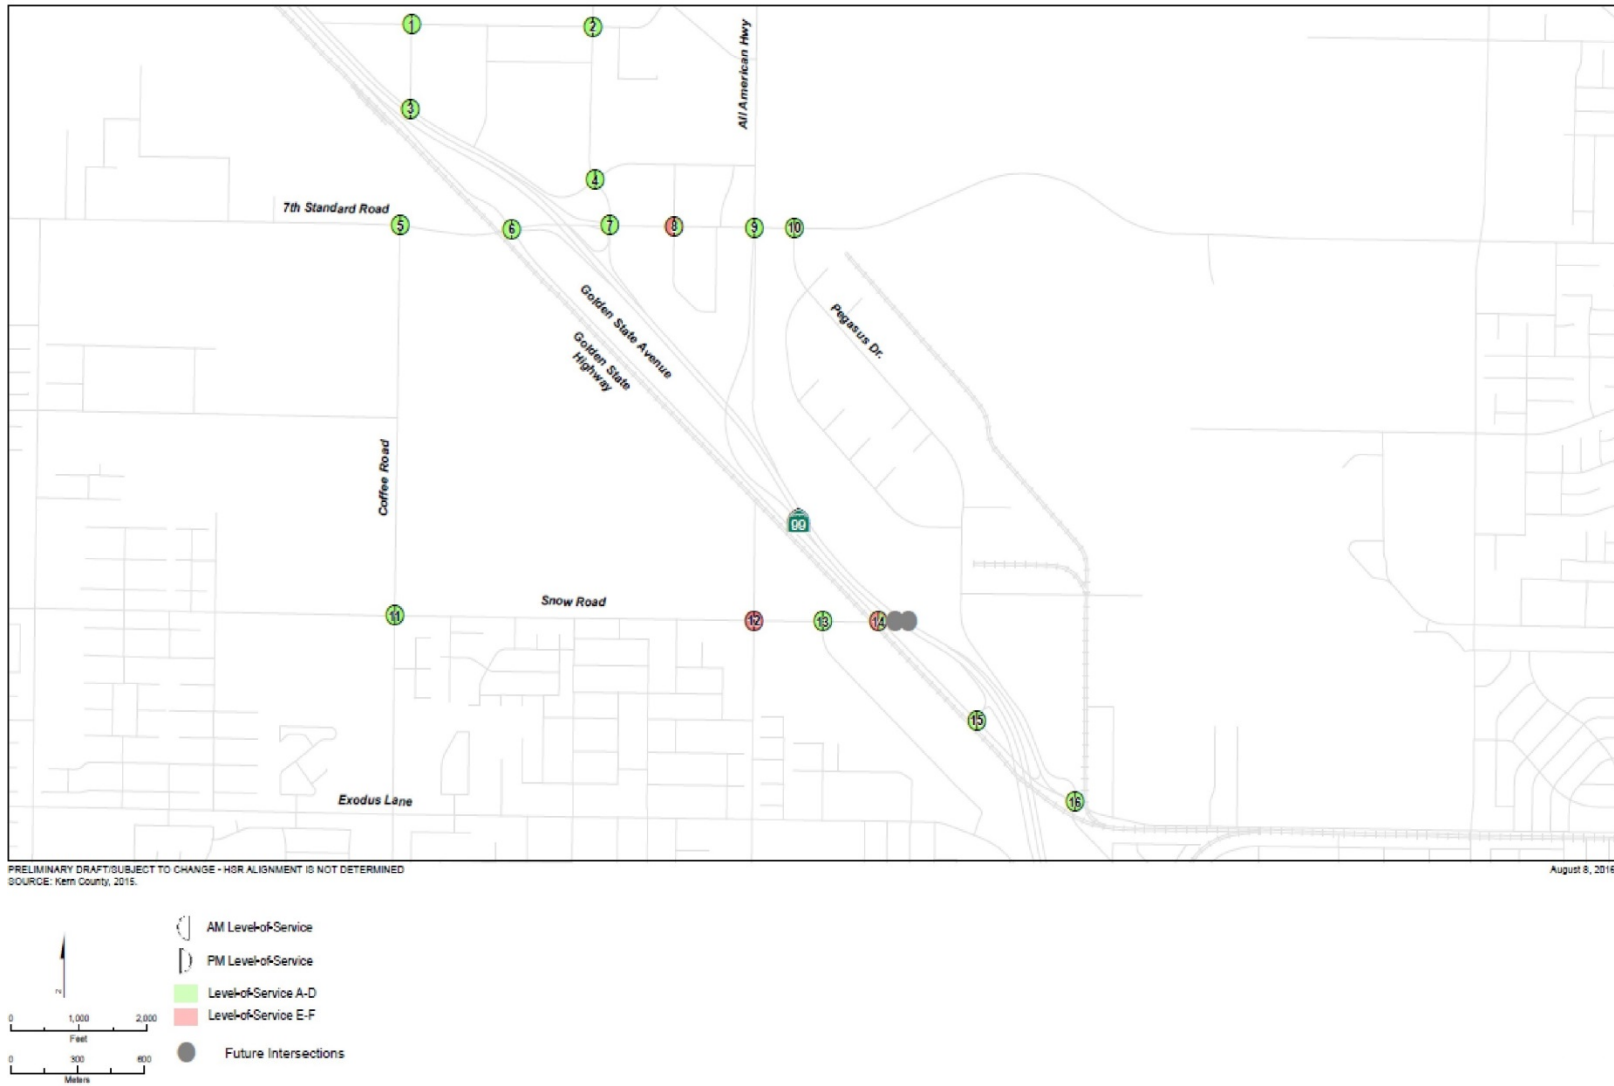 1
2
All American Hwy
3
4
7th Standard Road
5
6
7
8
9
10
Golden State Avenue
Golden State
Highway
Pegasus Dr.
Coffee Road
99
Snow Road
11
12
13
14
15
16
Exodus Lane
PRELIMINARY DRAFT/SUBJECT TO CHANGE - HSR ALIGNMENT IS NOT DETERMINED
SOURCE: Kern County, 2015.
August 8, 2016
AM Level-of-Service
PM Level-of-Service
Level-of-Service A-D
Level-of-Service E-F
Future Intersections
N
0 1,000 2,000
Feet
0 300 600
Meters